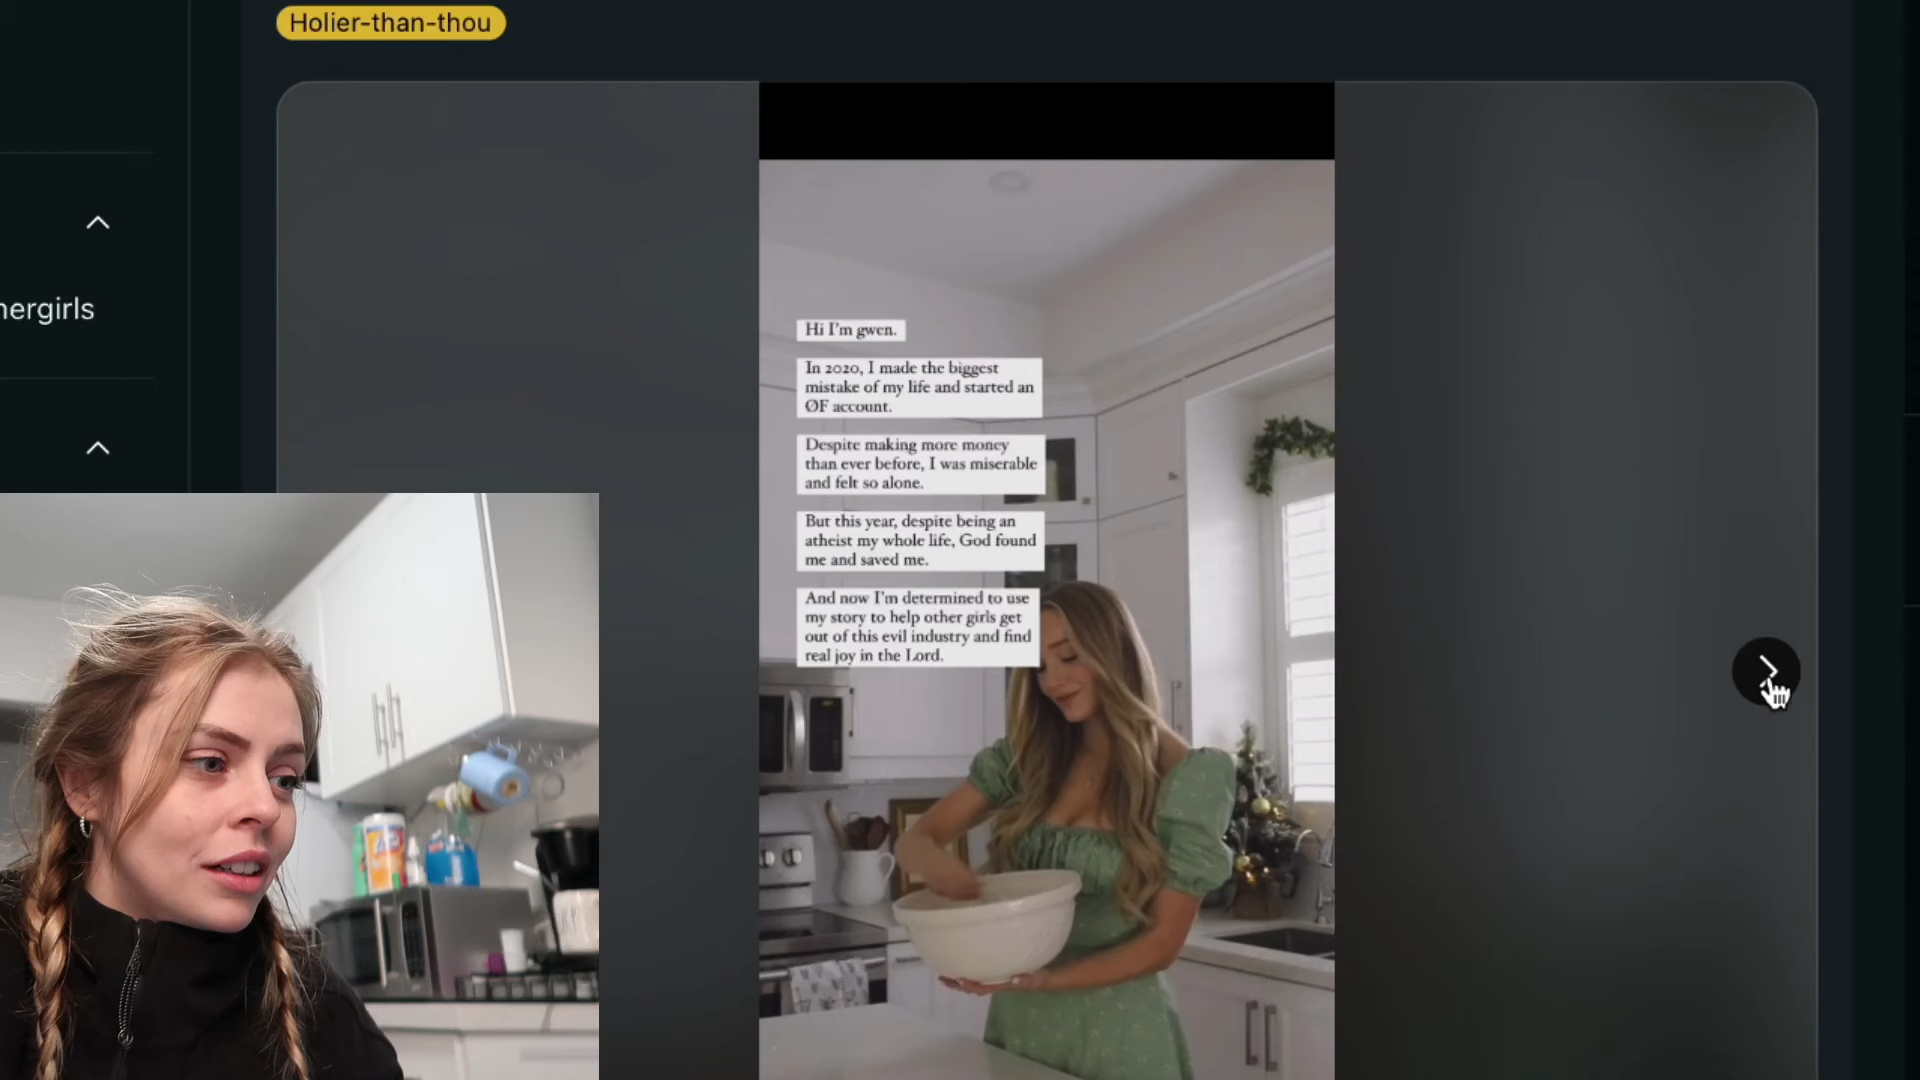 Holier-than-thou
nergirls
Hi I'm gwen.
In 2020, I made the biggest
mistake of my life and started an
ØF account.
Despite making more money
than ever before, I was miserable
and felt so alone.
But this year, despite being an
atheist my whole life, God found
me and saved me.
And now I'm determined to use
my story to help other girls get
out of this evil industry and find
real joy in the Lord.